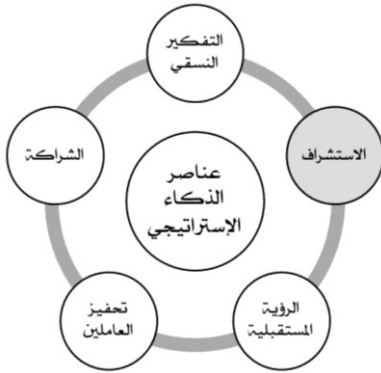 التفكير
النسقي
الاستشراف
الشراكة
عناصر
الذكاء
الإستراتيجي
الرؤية
المستقبلية
تحفيز
العاملين